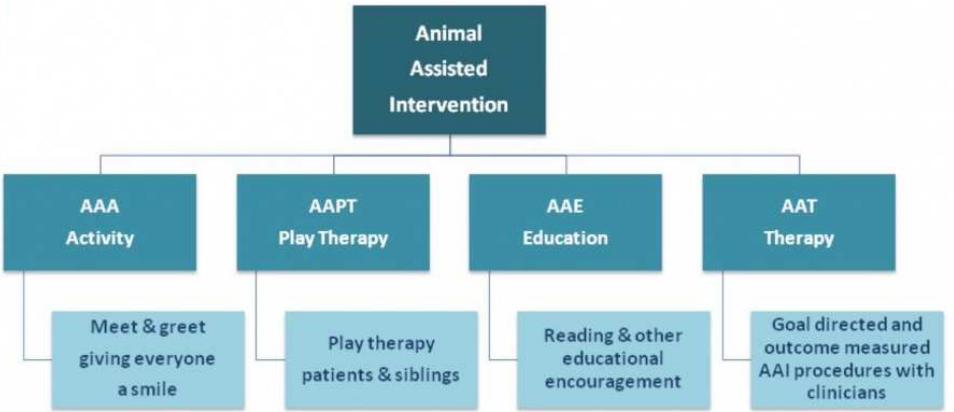 Animal
Assisted
Intervention
AAA
Activity
AAPT
Play Therapy
AAE
Education
AAT
Therapy
Meet & greet
giving everyone
a smile
Play therapy
patients & siblings
Reading & other
educational
encouragement
Goal directed and
outcome measured
AAI procedures with
clinicians